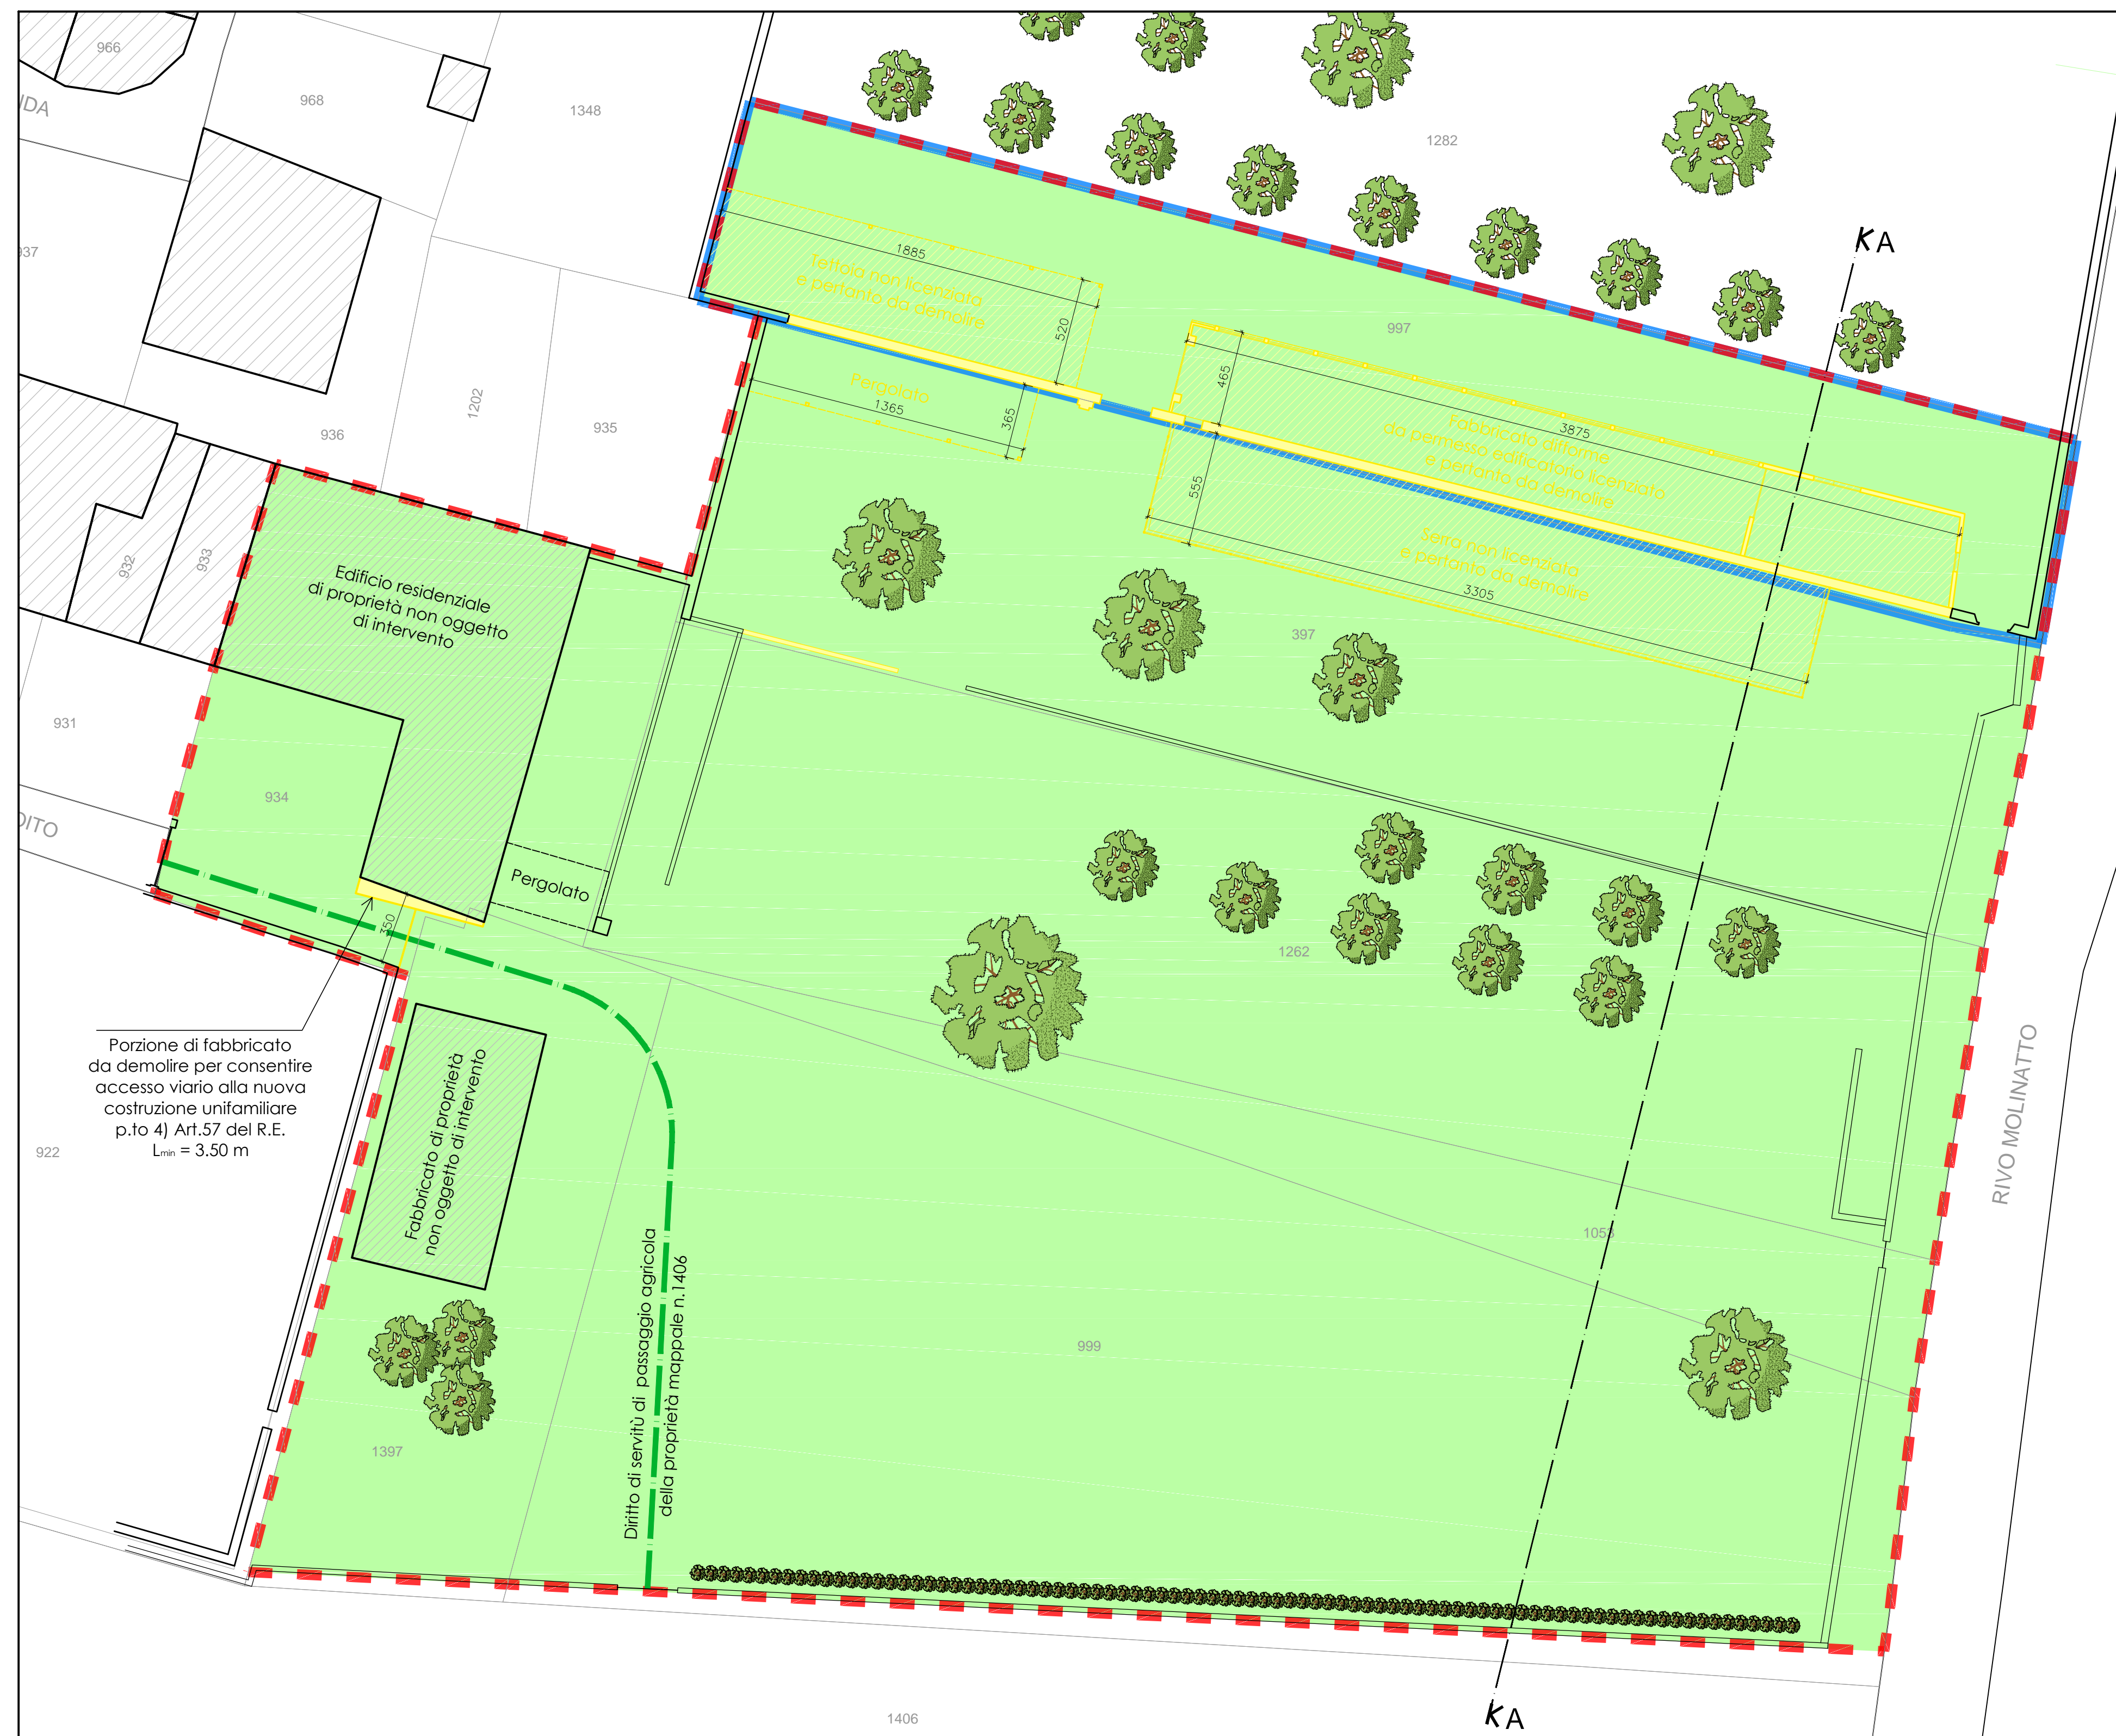 966
968
1348
1282
IDA
937
A
1885
Tettoia non licenziato
e pertanto da demolire
520
997
Pergolato
1365
365
465
3875
Fabbricato difforme
da permesso edificatorio licenziato
e pertanto da demolire
555
Serra non licenziata
e pertanto da demolire
3305
397
1202
936
935
932
933
Edificio residenziale
di proprietà non oggetto
di intervento
931
934
DITO
Pergolato
350
1262
Porzione di fabbricato
da demolire per consentire
accesso viario alla nuova
costruzione unifamiliare
p.to 4) Art.57 del R.E.
Lmin = 3.50 m
922
Fabbricato di proprietà
non oggetto di intervento
RIVO MOLINATTO
1053
Diritto di servitù di passaggio agricola
della proprietà mappale n.1406
999
1397
A
1406